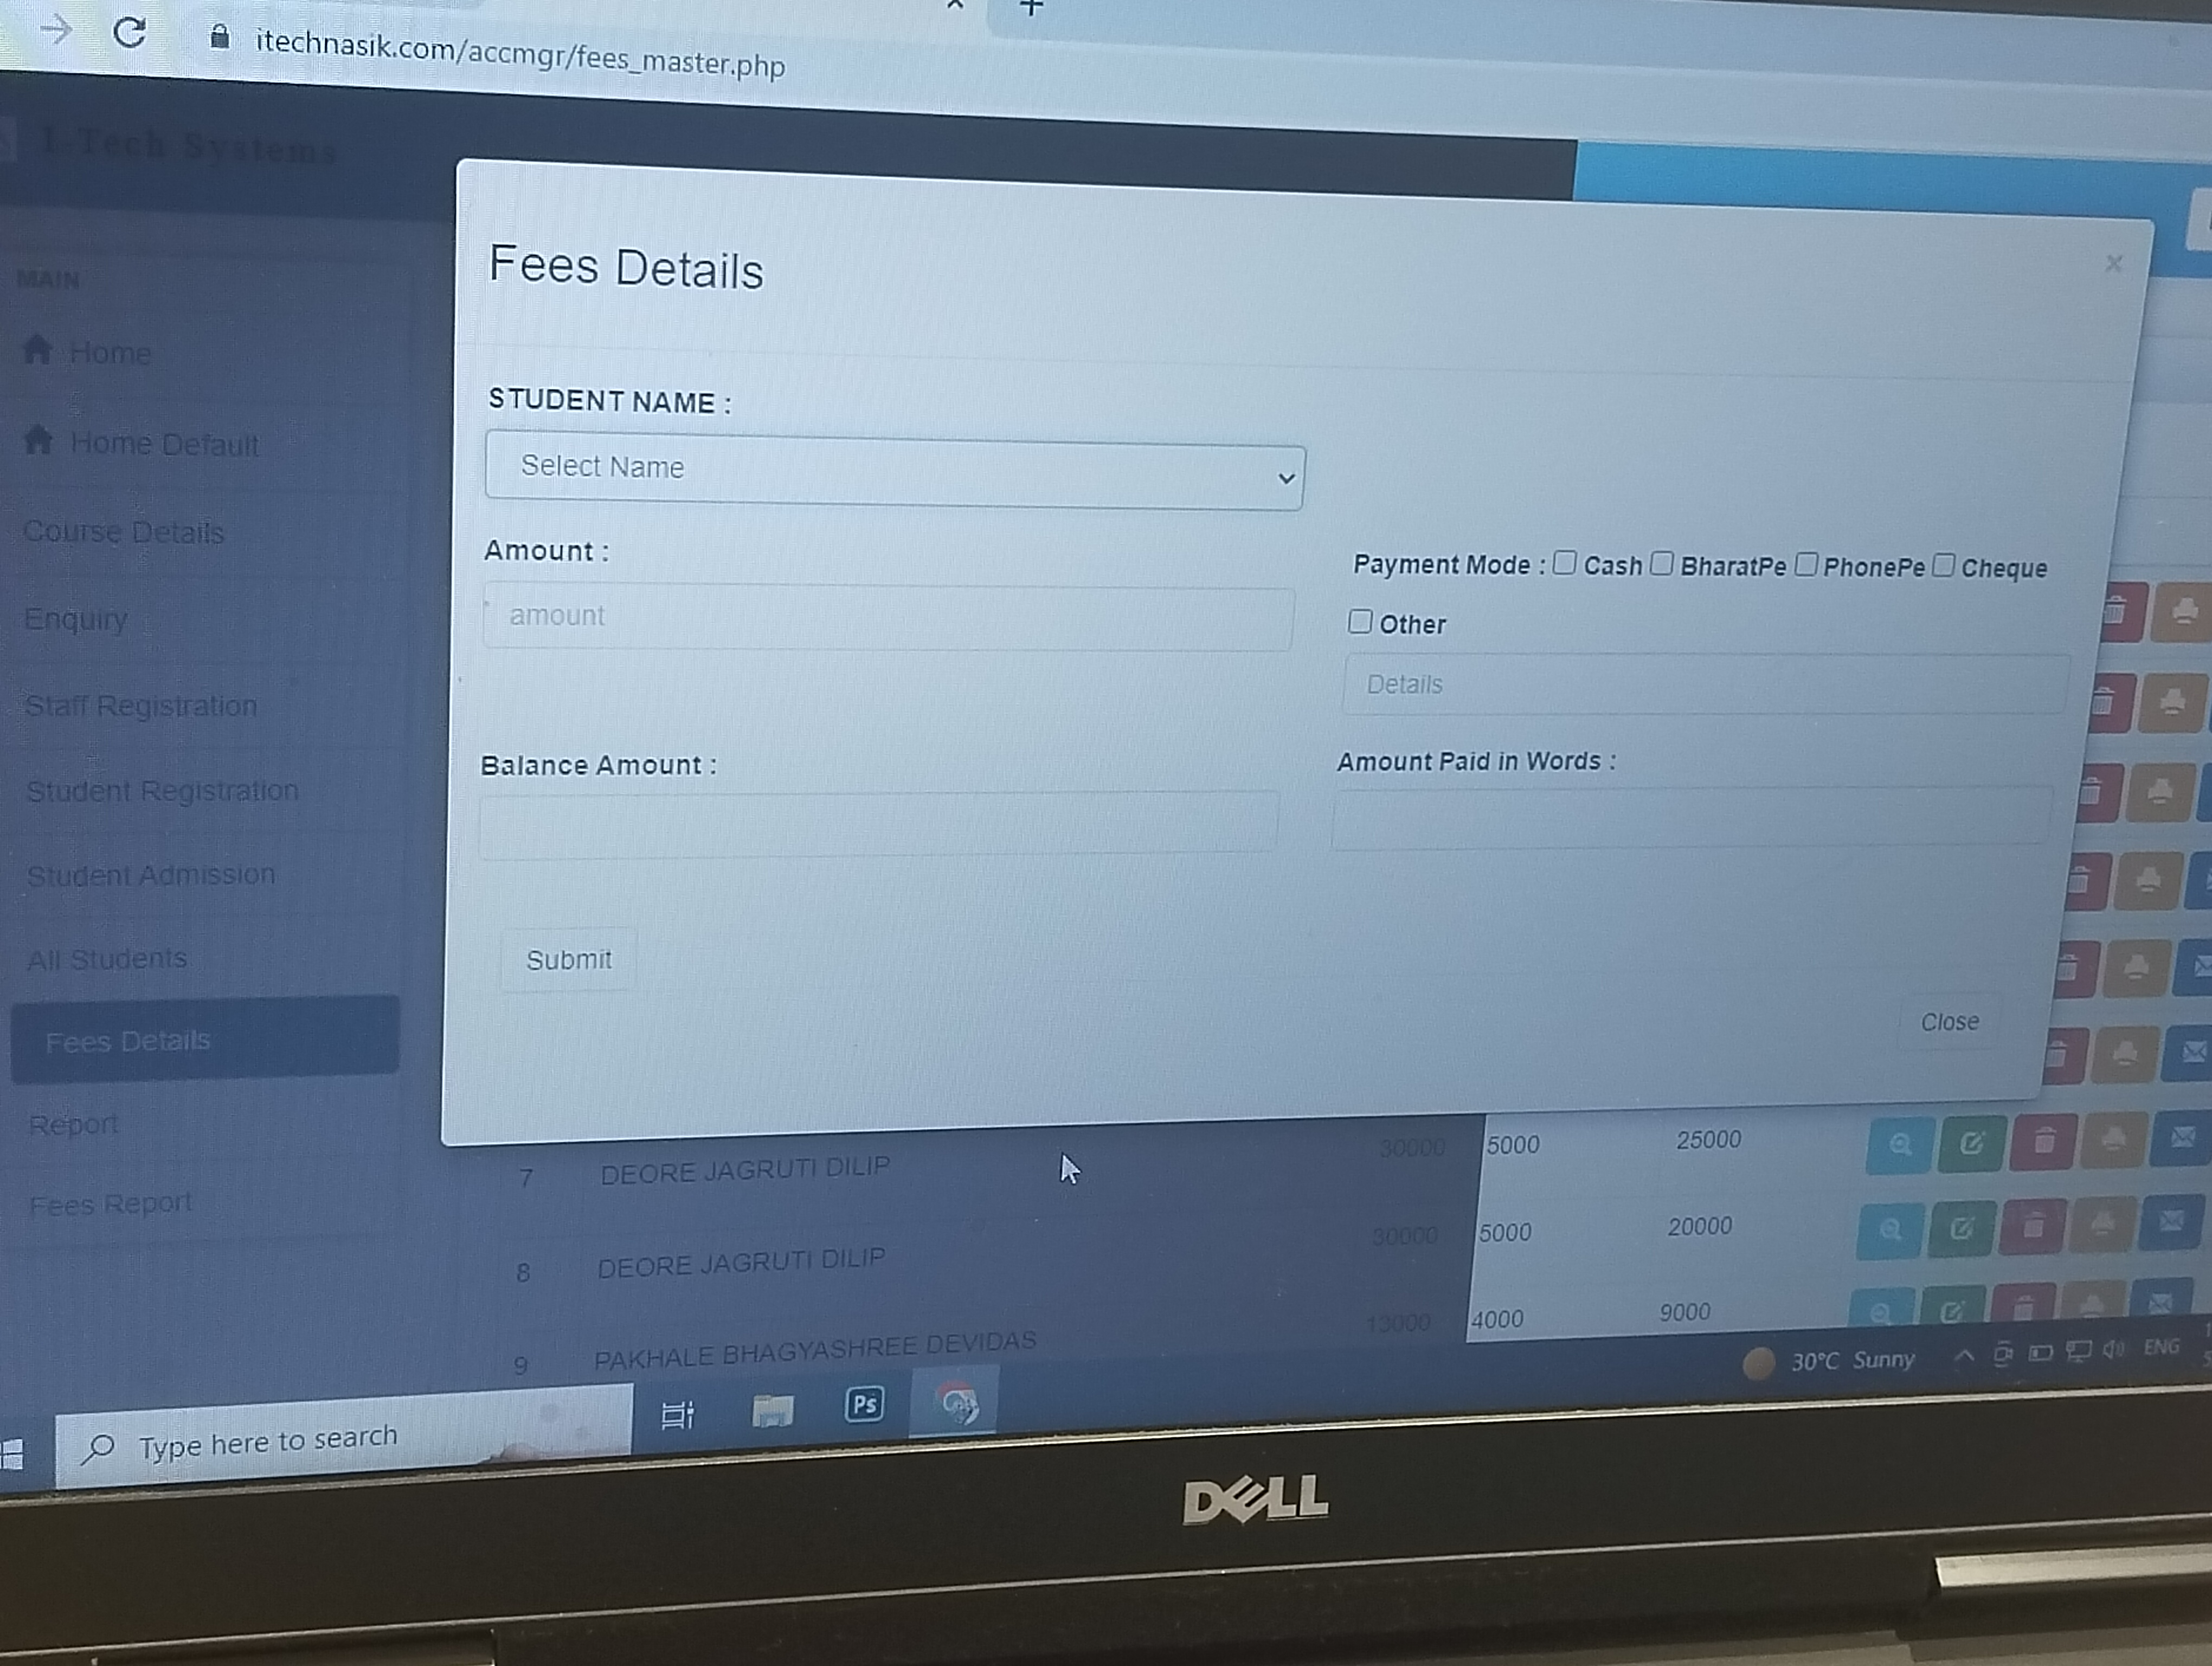 itechnasik.com/accmgr/fees_master.php
I-Tech Systems
MAIN
Home
Home Default
Course Details
Enquiry
Staff Registration
Student Registration
Student Admission
All Students
Fees Details
Report
Fees Report
Fees Details
×
STUDENT NAME :
Select Name
Amount :
amount
Payment Mode : Cash BharatPe PhonePe Cheque
Other
Details
Balance Amount :
Amount Paid in Words :
Submit
Close
7 DEORE JAGRUTI DILIP 30000 5000 25000
8 DEORE JAGRUTI DILIP 30000 5000 20000
9 PAKHALE BHAGYASHREE DEVIDAS 13000 4000 9000
Type here to search
Ps
30°C Sunny
ENG
DELL